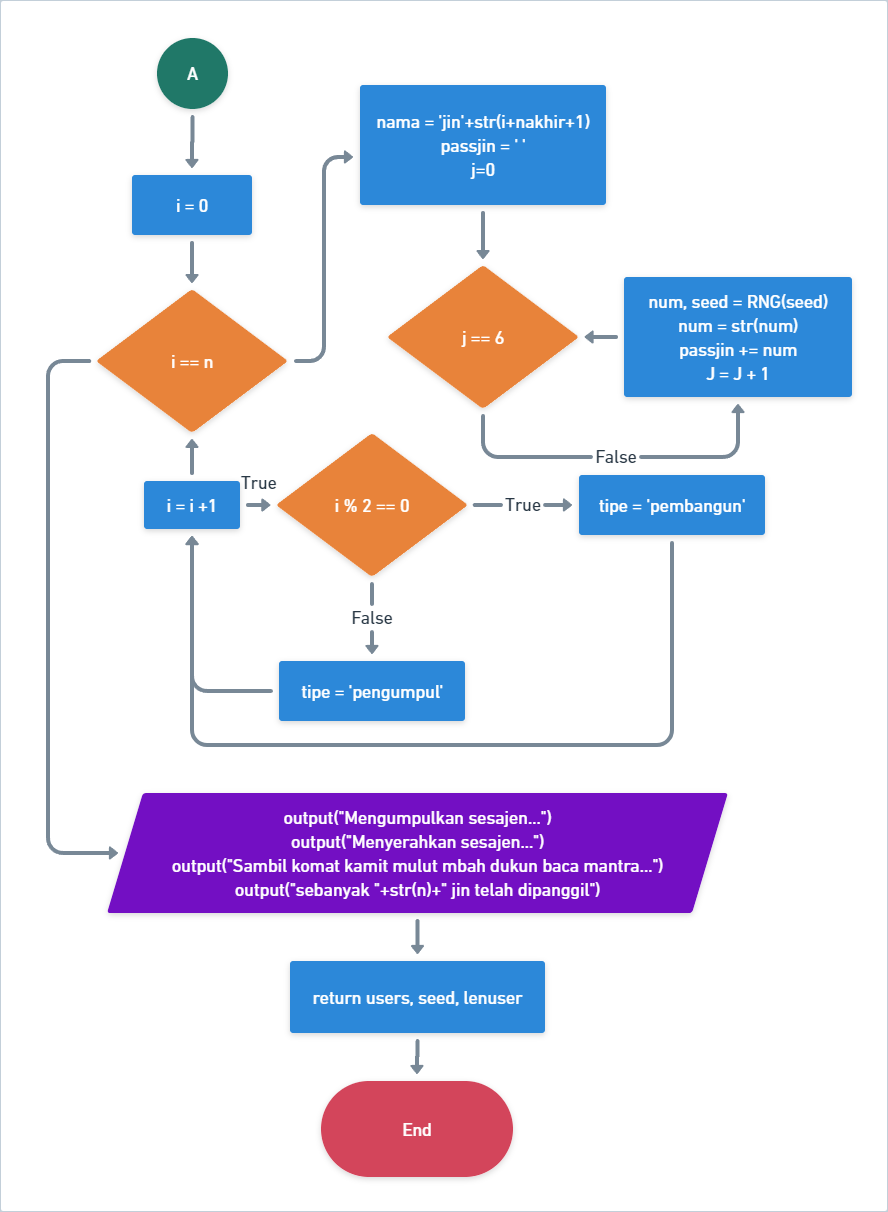 A
i = 0
i == n
nama = 'jin'+str(i+nakhir+1)
passjin = ' '
j=0
j == 6
num, seed = RNG(seed)
num = str(num)
passjin += num
J = J + 1
False
i = i +1
True
i % 2 == 0
True
tipe = 'pembangun'
False
tipe = 'pengumpul'
output("Mengumpulkan sesajen...")
output("Menyerahkan sesajen...")
output("Sambil komat kamit mulut mbah dukun baca mantra...")
output("sebanyak "+str(n)+" jin telah dipanggil")
return users, seed, lenuser
End